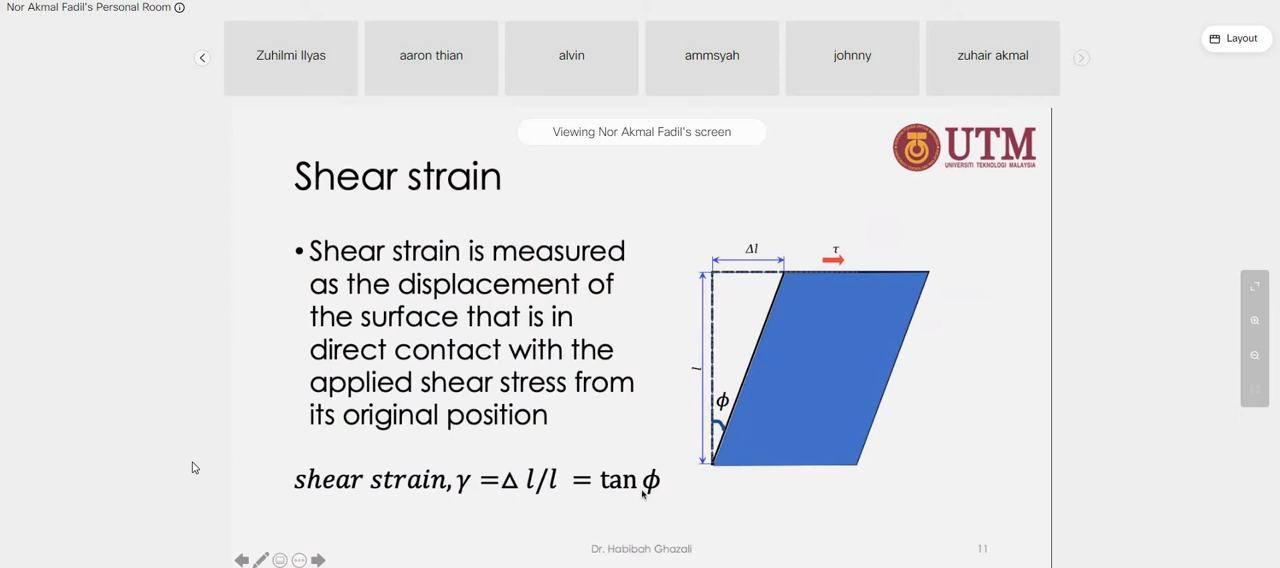 Nor Akmal Fadil's Personal Room
Layout
Zuhilmi Ilyas
aaron thian
alvin
ammsyah
johnny
zuhair akmal
Viewing Nor Akmal Fadil's screen
UTM
UNIVERSITI TEKNOLOGI MALAYSIA
Shear strain
• Shear strain is measured
as the displacement of
the surface that is in
direct contact with the
applied shear stress from
its original position
shear strain, γ =Δ l/l = tan ϕ
Δl
τ
l
ϕ
Dr. Habibah Ghazali
11